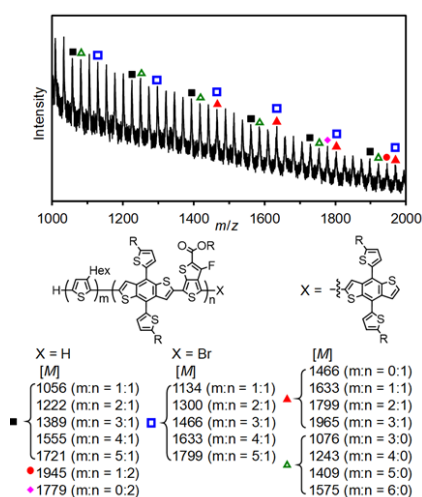 Intensity
1000 1200 1400 1600 1800 2000
m/z
R
S
Hex
H
S
m
S
S
S
R
CO₂R
F
S
S
n
X
O
OR
X =
R
S
S
S
S
R
X = H
X = Br
[M]
[M]
1056 (m:n = 1:1)
1222 (m:n = 2:1)
1389 (m:n = 3:1)
1555 (m:n = 4:1)
1721 (m:n = 5:1)
1945 (m:n = 1:2)
1779 (m:n = 0:2)
1134 (m:n = 1:1)
1300 (m:n = 2:1)
1466 (m:n = 3:1)
1633 (m:n = 4:1)
1799 (m:n = 5:1)
1466 (m:n = 0:1)
1633 (m:n = 1:1)
1799 (m:n = 2:1)
1965 (m:n = 3:1)
1076 (m:n = 3:0)
1243 (m:n = 4:0)
1409 (m:n = 5:0)
1575 (m:n = 6:0)